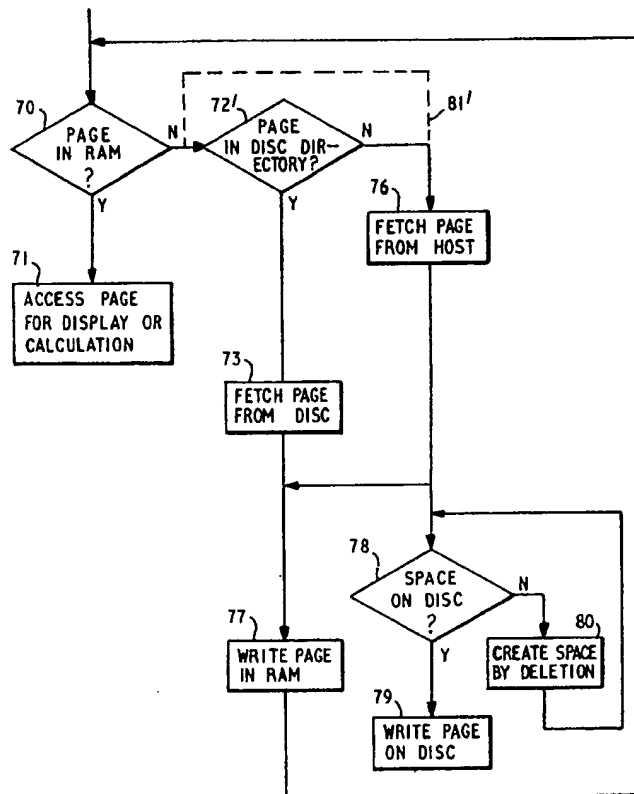 70
PAGE
IN RAM
?
N
Y
72'
PAGE
IN DISC DIR-
ECTORY?
N
Y
81'
76
FETCH PAGE
FROM HOST
71
ACCESS PAGE
FOR DISPLAY OR
CALCULATION
73
FETCH PAGE
FROM DISC
78
SPACE
ON DISC
?
N
Y
77
WRITE PAGE
IN RAM
80
CREATE SPACE
BY DELETION
79
WRITE PAGE
ON DISC